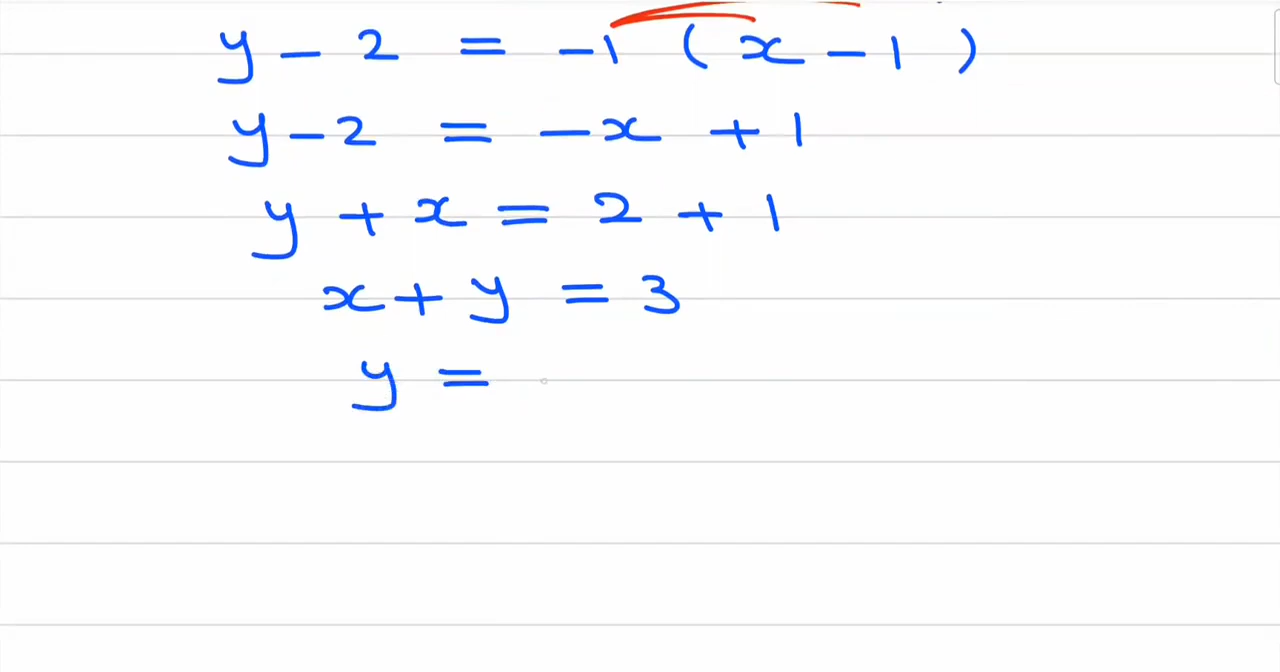 y - 2 = -1 ( x - 1 )
y - 2 = -x + 1
y + x = 2 + 1
x + y = 3
y =